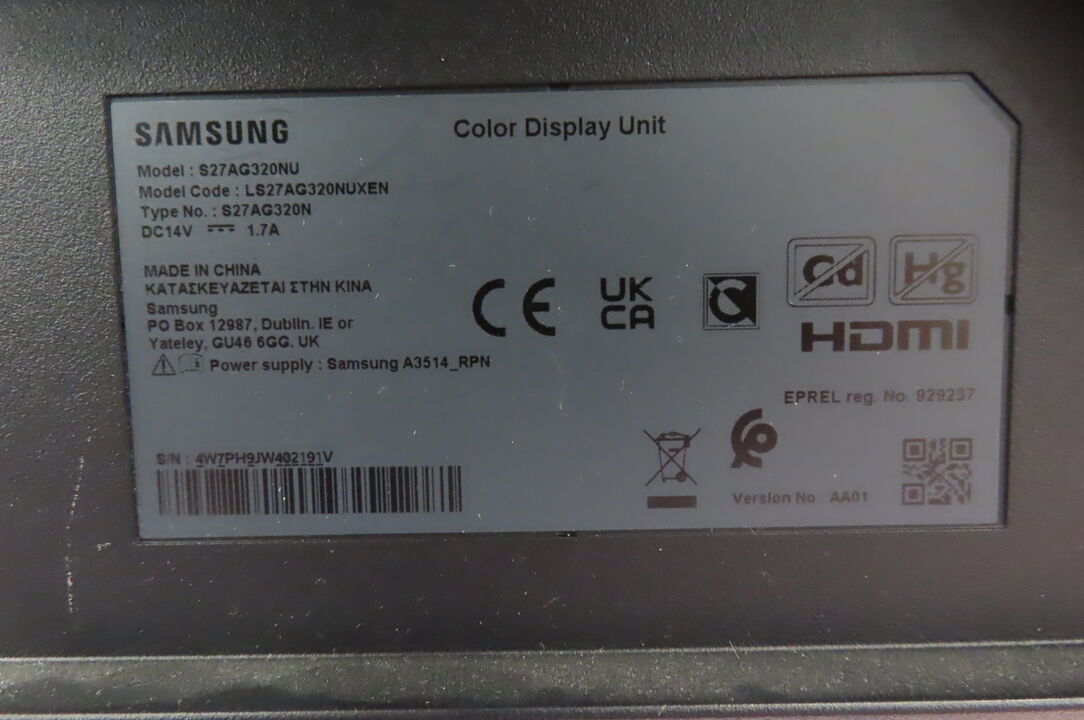 SAMSUNG
Color Display Unit
Model : S27AG320NU
Model Code : LS27AG320NUXEN
Type No. : S27AG320N
DC14V ⎓ 1.7A
MADE IN CHINA
ΚΑΤΑΣΚΕΥΑΖΕΤΑΙ ΣΤΗΝ ΚΙΝΑ
Samsung
PO Box 12987, Dublin. IE or
Yateley, GU46 6GG. UK
Power supply : Samsung A3514_RPN
CE
UK
CA
Cd
Hg
HDMI
EPREL reg. No. 929237
S/N : 4W7PH9JW402191V
Version No : AA01